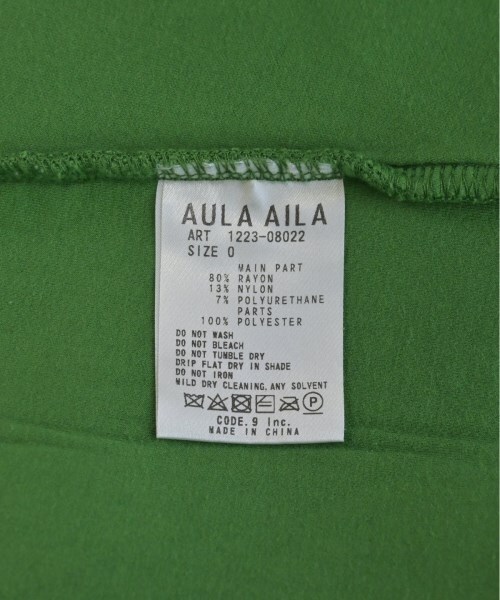 AULA AILA
ART 1223-08022
SIZE 0
MAIN PART
80% RAYON
13% NYLON
7% POLYURETHANE
PARTS
100% POLYESTER
DO NOT WASH
DO NOT BLEACH
DO NOT TUMBLE DRY
DRIP FLAT DRY IN SHADE
DO NOT IRON
MILD DRY CLEANING, ANY SOLVENT
P
CODE. 9 Inc.
MADE IN CHINA